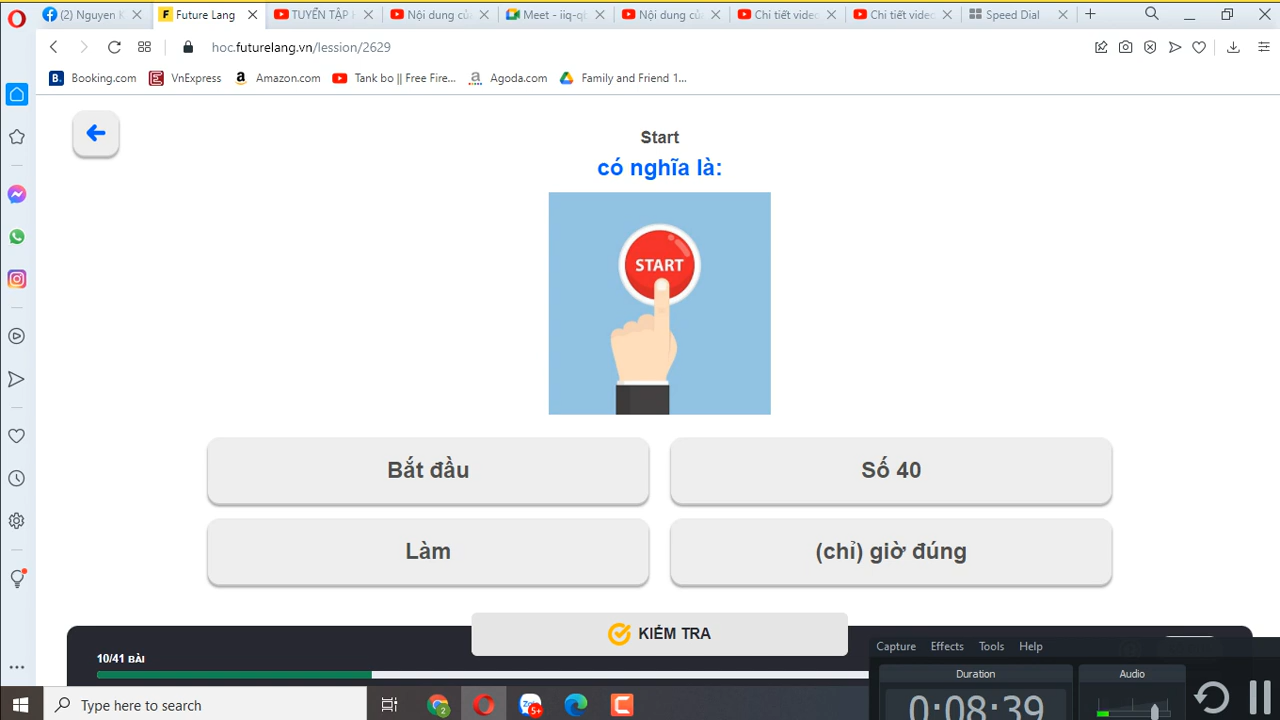 (2) Nguyen K
Future Lang
TUYỂN TẬP H
Nội dung củ
Meet - iiq-qb
Nội dung củ
Chi tiết video
Chi tiết video
Speed Dial
hoc.futurelang.vn/lession/2629
Booking.com
VnExpress
Amazon.com
Tank bo || Free Fire...
Agoda.com
Family and Friend 1...
Start
có nghĩa là:
START
Bắt đầu
Số 40
Làm
(chỉ) giờ đúng
KIỂM TRA
10/41 BÀI
Capture Effects Tools Help
Duration
Audio
0:08:39
Type here to search
2
5+